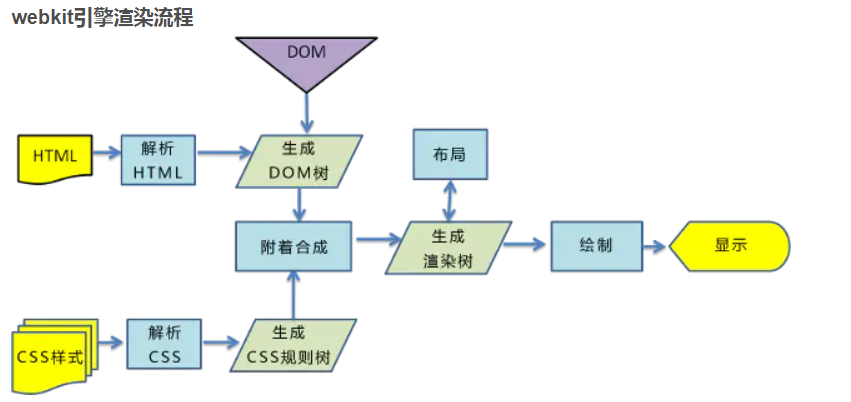 webkit引擎渲染流程
DOM
HTML
解析
HTML
生成
DOM树
布局
附着合成
生成
渲染树
绘制
显示
CSS样式
解析
CSS
生成
CSS规则树